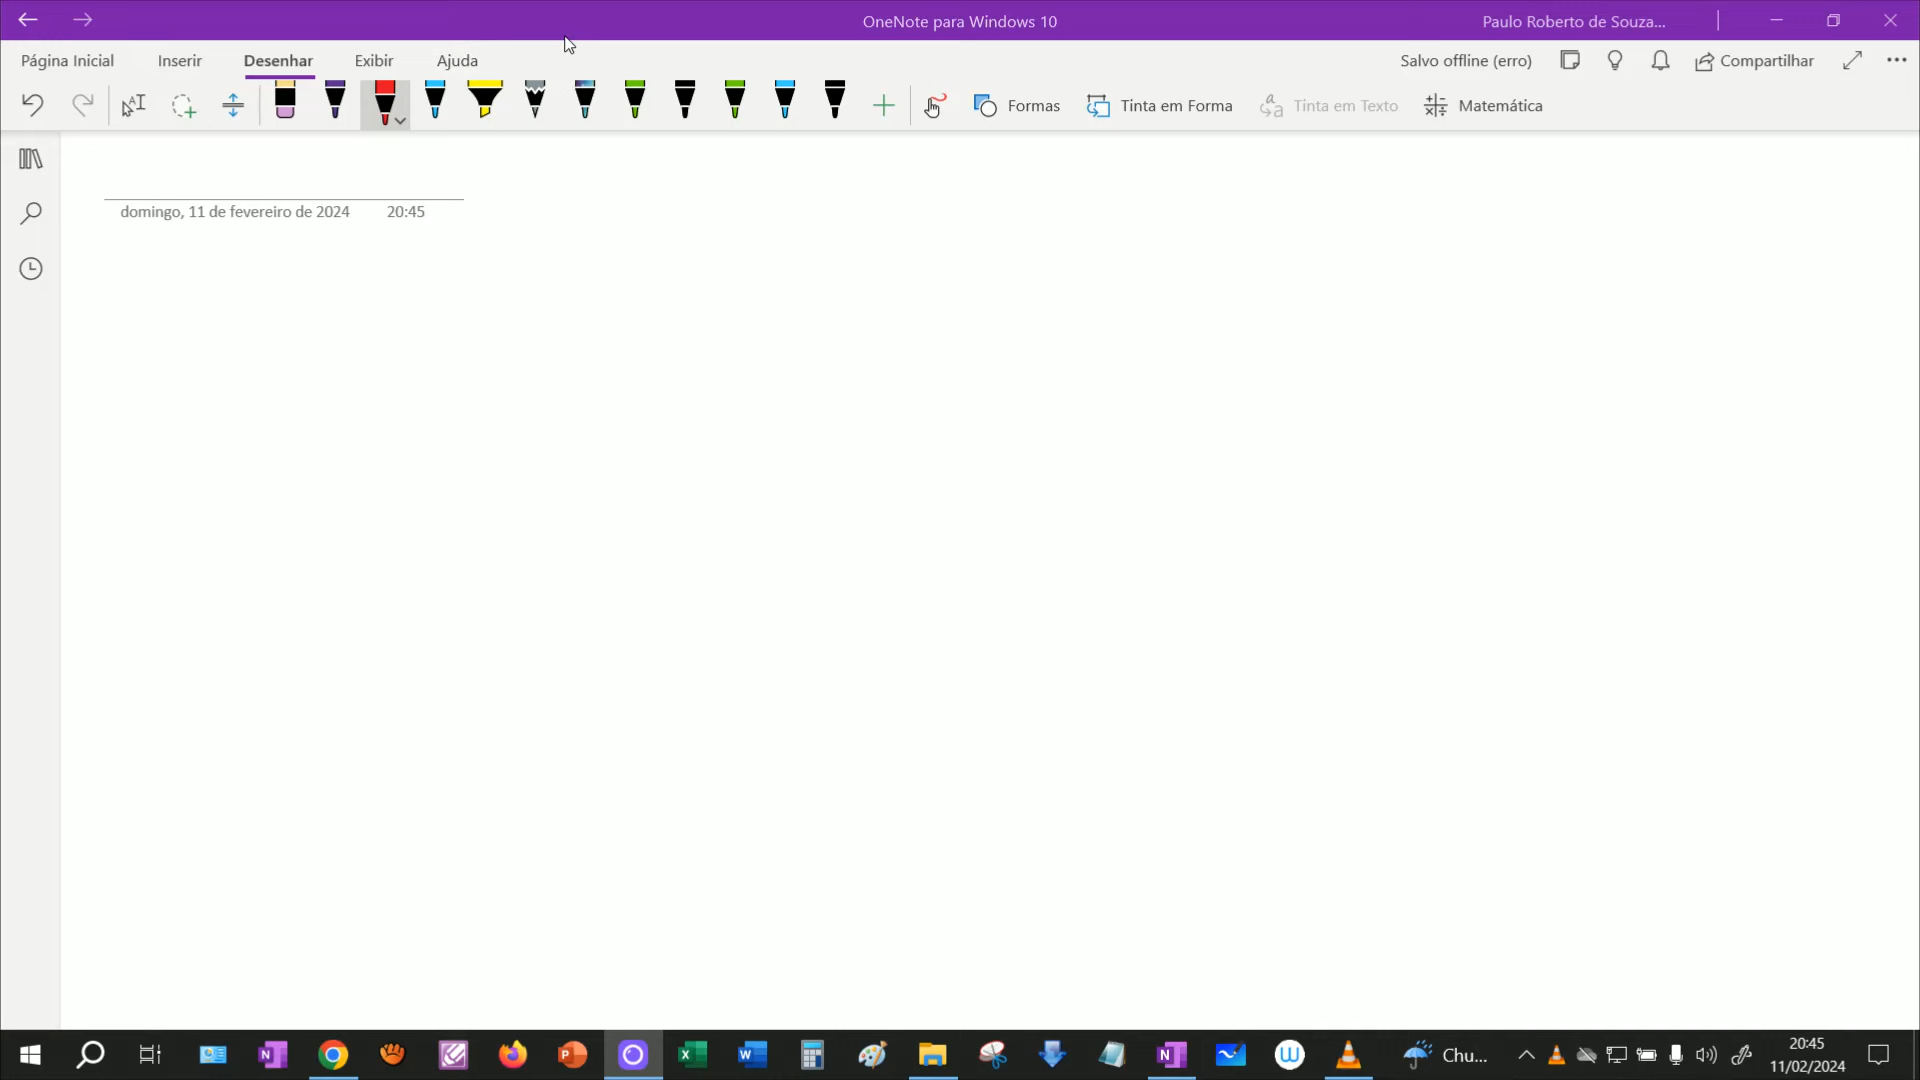 OneNote para Windows 10
Paulo Roberto de Souza...
Página Inicial
Inserir
Desenhar
Exibir
Ajuda
Salvo offline (erro)
Compartilhar
Formas
Tinta em Forma
Tinta em Texto
Matemática
domingo, 11 de fevereiro de 2024 20:45
Chu...
20:45
11/02/2024